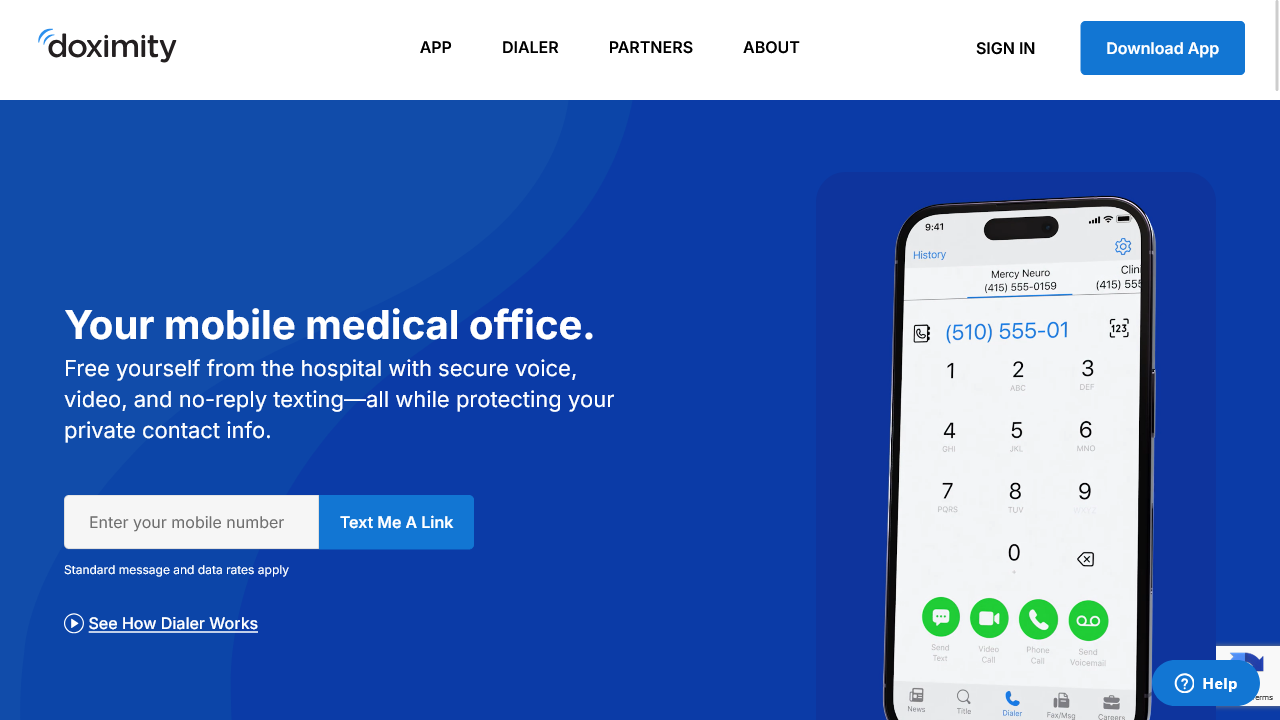 doximity
APP
DIALER
PARTNERS
ABOUT
SIGN IN
Download App
Your mobile medical office.
Free yourself from the hospital with secure voice,
video, and no-reply texting—all while protecting your
private contact info.
Enter your mobile number
Text Me A Link
Standard message and data rates apply
See How Dialer Works
9:41
History
Mercy Neuro
(415) 555-0159
Clini
(415) 555
(510) 555-01
123
1
2
ABC
3
DEF
4
GHI
5
JKL
6
MNO
7
PQRS
8
TUV
9
WXYZ
0
+
Send
Text
Video
Call
Phone
Call
Send
Voicemail
News
Title
Dialer
Fax/Msg
Careers
Terms
Help